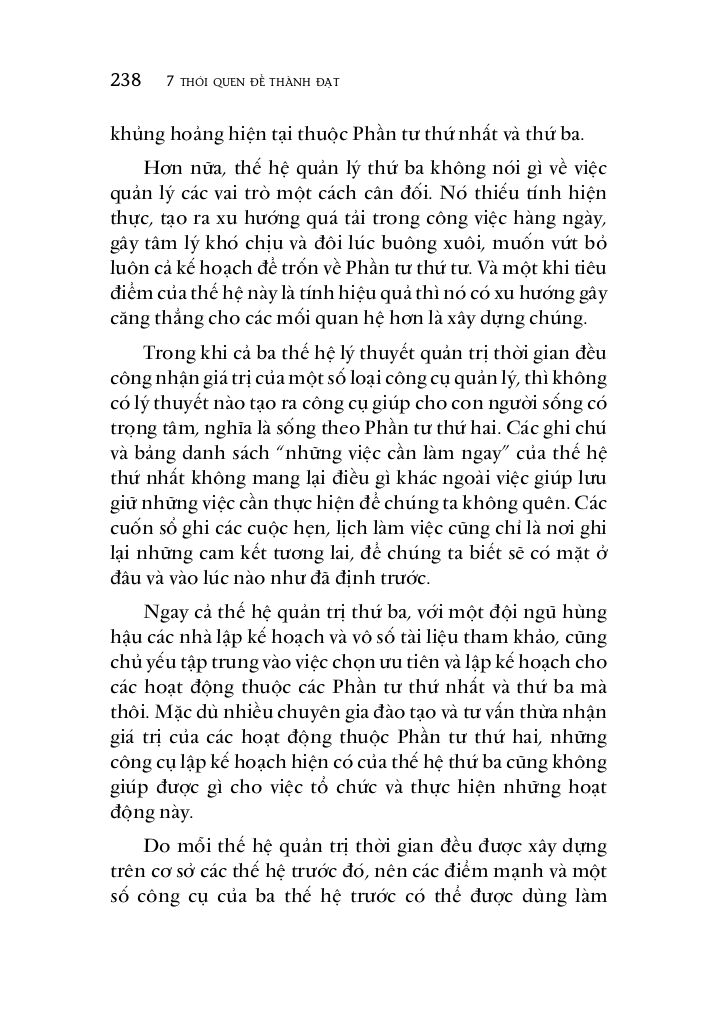 238 7 THÓI QUEN ĐỂ THÀNH ĐẠT
khủng hoảng hiện tại thuộc Phần tư thứ nhất và thứ ba.
Hơn nữa, thế hệ quản lý thứ ba không nói gì về việc
quản lý các vai trò một cách cân đối. Nó thiếu tính hiện
thực, tạo ra xu hướng quá tải trong công việc hàng ngày,
gây tâm lý khó chịu và đôi lúc buông xuôi, muốn vứt bỏ
luôn cả kế hoạch để trốn về Phần tư thứ tư. Và một khi tiêu
điểm của thế hệ này là tính hiệu quả thì nó có xu hướng gây
căng thẳng cho các mối quan hệ hơn là xây dựng chúng.
Trong khi cả ba thế hệ lý thuyết quản trị thời gian đều
công nhận giá trị của một số loại công cụ quản lý, thì không
có lý thuyết nào tạo ra công cụ giúp cho con người sống có
trọng tâm, nghĩa là sống theo Phần tư thứ hai. Các ghi chú
và bảng danh sách “những việc cần làm ngay” của thế hệ
thứ nhất không mang lại điều gì khác ngoài việc giúp lưu
giữ những việc cần thực hiện để chúng ta không quên. Các
cuốn sổ ghi các cuộc hẹn, lịch làm việc cũng chỉ là nơi ghi
lại những cam kết tương lai, để chúng ta biết sẽ có mặt ở
đâu và vào lúc nào như đã định trước.
Ngay cả thế hệ quản trị thứ ba, với một đội ngũ hùng
hậu các nhà lập kế hoạch và vô số tài liệu tham khảo, cũng
chủ yếu tập trung vào việc chọn ưu tiên và lập kế hoạch cho
các hoạt động thuộc các Phần tư thứ nhất và thứ ba mà
thôi. Mặc dù nhiều chuyên gia đào tạo và tư vấn thừa nhận
giá trị của các hoạt động thuộc Phần tư thứ hai, những
công cụ lập kế hoạch hiện có của thế hệ thứ ba cũng không
giúp được gì cho việc tổ chức và thực hiện những hoạt
động này.
Do mỗi thế hệ quản trị thời gian đều được xây dựng
trên cơ sở các thế hệ trước đó, nên các điểm mạnh và một
số công cụ của ba thế hệ trước có thể được dùng làm